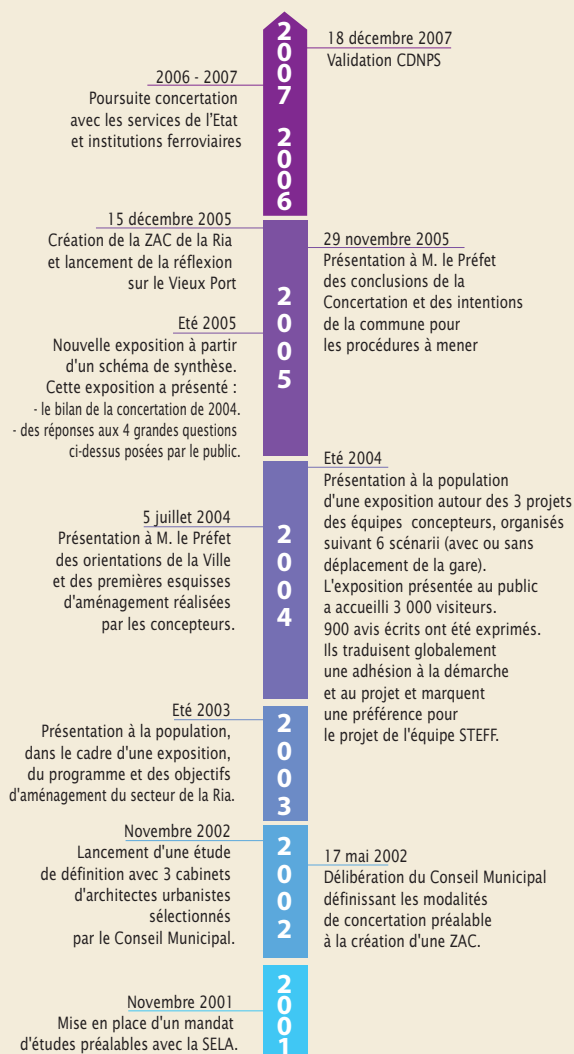 2007
18 décembre 2007
Validation CDNPS
2006 - 2007
Poursuite concertation
avec les services de l'Etat
et institutions ferroviaires
2006
15 décembre 2005
Création de la ZAC de la Ria
et lancement de la réflexion
sur le Vieux Port
29 novembre 2005
Présentation à M. le Préfet
des conclusions de la
Concertation et des intentions
de la commune pour
les procédures à mener
2005
Eté 2005
Nouvelle exposition à partir
d'un schéma de synthèse.
Cette exposition a présenté :
- le bilan de la concertation de 2004.
- des réponses aux 4 grandes questions
ci-dessus posées par le public.
Eté 2004
Présentation à la population
d'une exposition autour des 3 projets
des équipes concepteurs, organisés
suivant 6 scénarii (avec ou sans
déplacement de la gare).
L'exposition présentée au public
a accueilli 3 000 visiteurs.
900 avis écrits ont été exprimés.
Ils traduisent globalement
une adhésion à la démarche
et au projet et marquent
une préférence pour
le projet de l'équipe STEFF.
5 juillet 2004
Présentation à M. le Préfet
des orientations de la Ville
et des premières esquisses
d'aménagement réalisées
par les concepteurs.
2004
Eté 2003
Présentation à la population,
dans le cadre d'une exposition,
du programme et des objectifs
d'aménagement du secteur de la Ria.
2003
Novembre 2002
Lancement d'une étude
de définition avec 3 cabinets
d'architectes urbanistes
sélectionnés
par le Conseil Municipal.
2002
17 mai 2002
Délibération du Conseil Municipal
définissant les modalités
de concertation préalable
à la création d'une ZAC.
2001
Novembre 2001
Mise en place d'un mandat
d'études préalables avec la SELA.